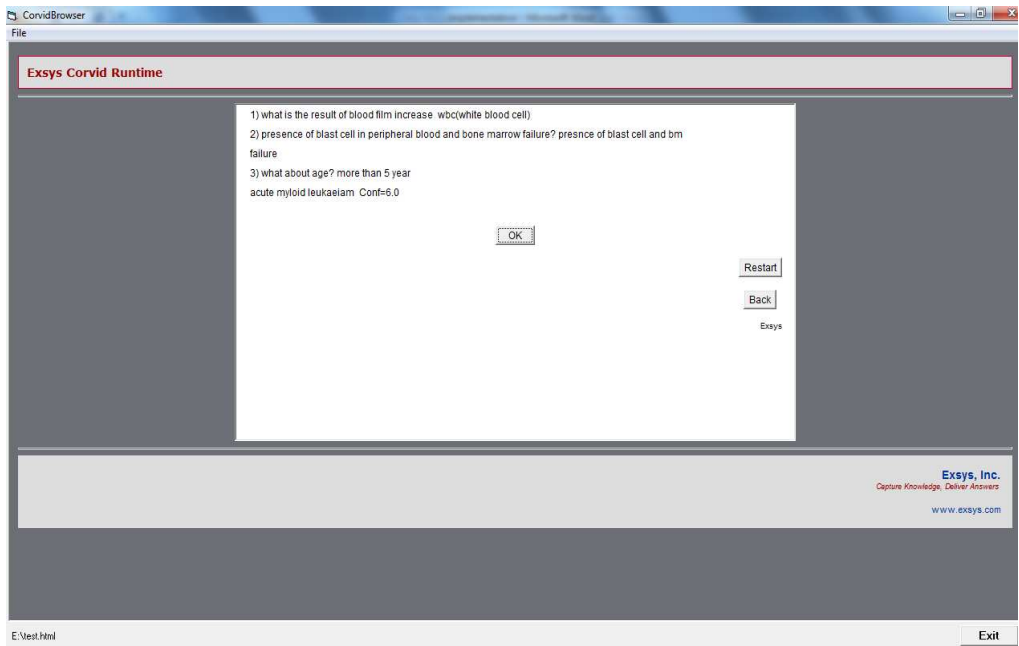 CorvidBrowser
File
Exsys Corvid Runtime
1) what is the result of blood film increase wbc(white blood cell)
2) presence of blast cell in peripheral blood and bone marrow failure? presnce of blast cell and bm
failure
3) what about age? more than 5 year
acute myloid leukaeiam Conf=6.0
OK
Restart
Back
Exsys
Exsys, Inc.
Capture Knowledge, Deliver Answers
www.exsys.com
E:\test.html
Exit